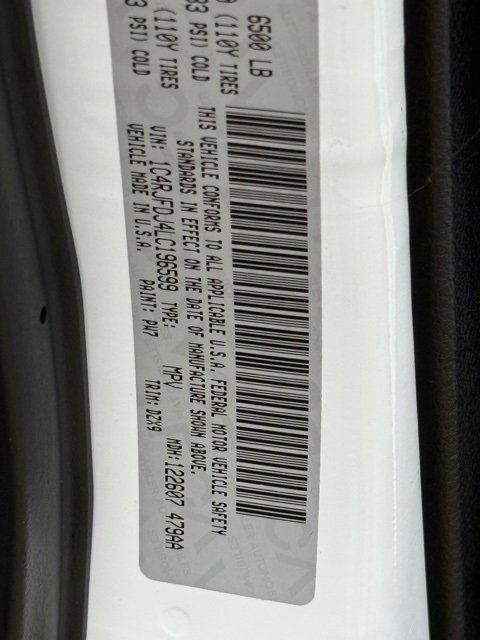 6500 LB
(110Y TIRES
PSI) COLD
(110Y TIRES
PSI) COLD
THIS VEHICLE CONFORMS TO ALL APPLICABLE U.S.A. FEDERAL MOTOR VEHICLE SAFETY
STANDARDS IN EFFECT ON THE DATE OF MANUFACTURE SHOWN ABOVE.
VIN: 1C4RJFDJ4LC196599 TYPE: MPV MDH: 122607 479AA
VEHICLE MADE IN U.S.A. PAINT: PW7 TRIM: DZX9